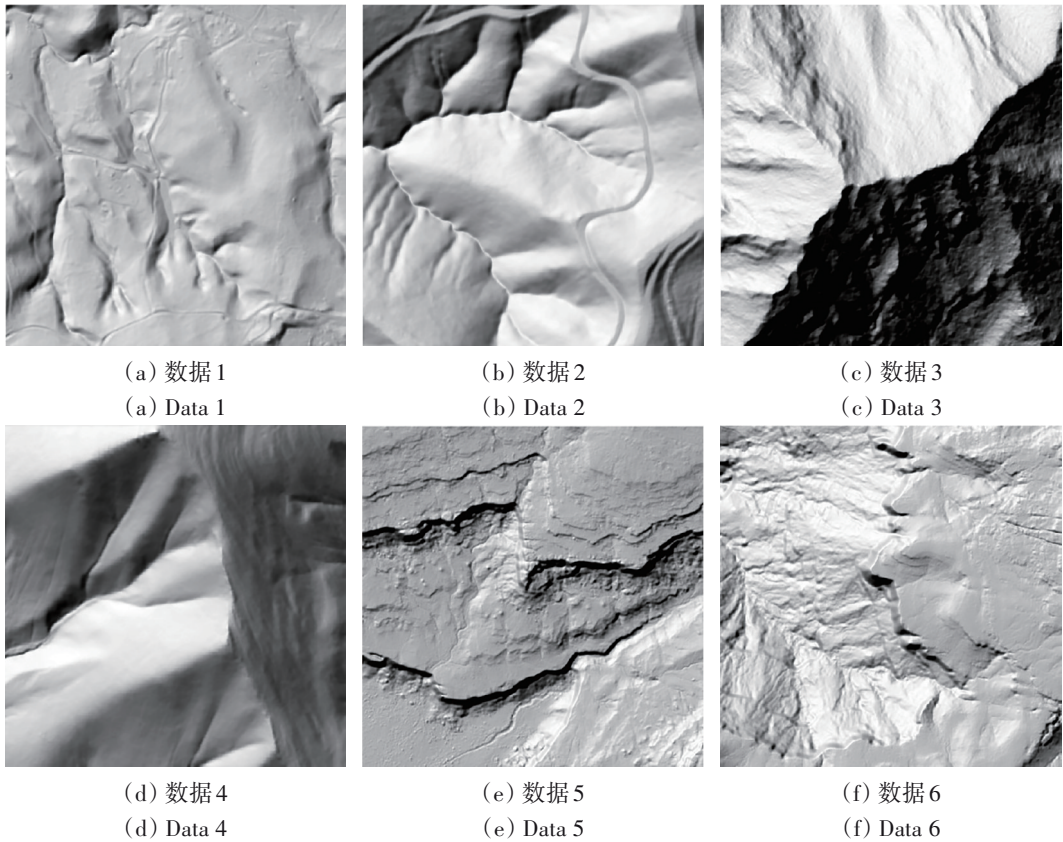 (a) 数据1
(b) 数据2
(c) 数据3
(a) Data 1
(b) Data 2
(c) Data 3
(d) 数据4
(e) 数据5
(f) 数据6
(d) Data 4
(e) Data 5
(f) Data 6